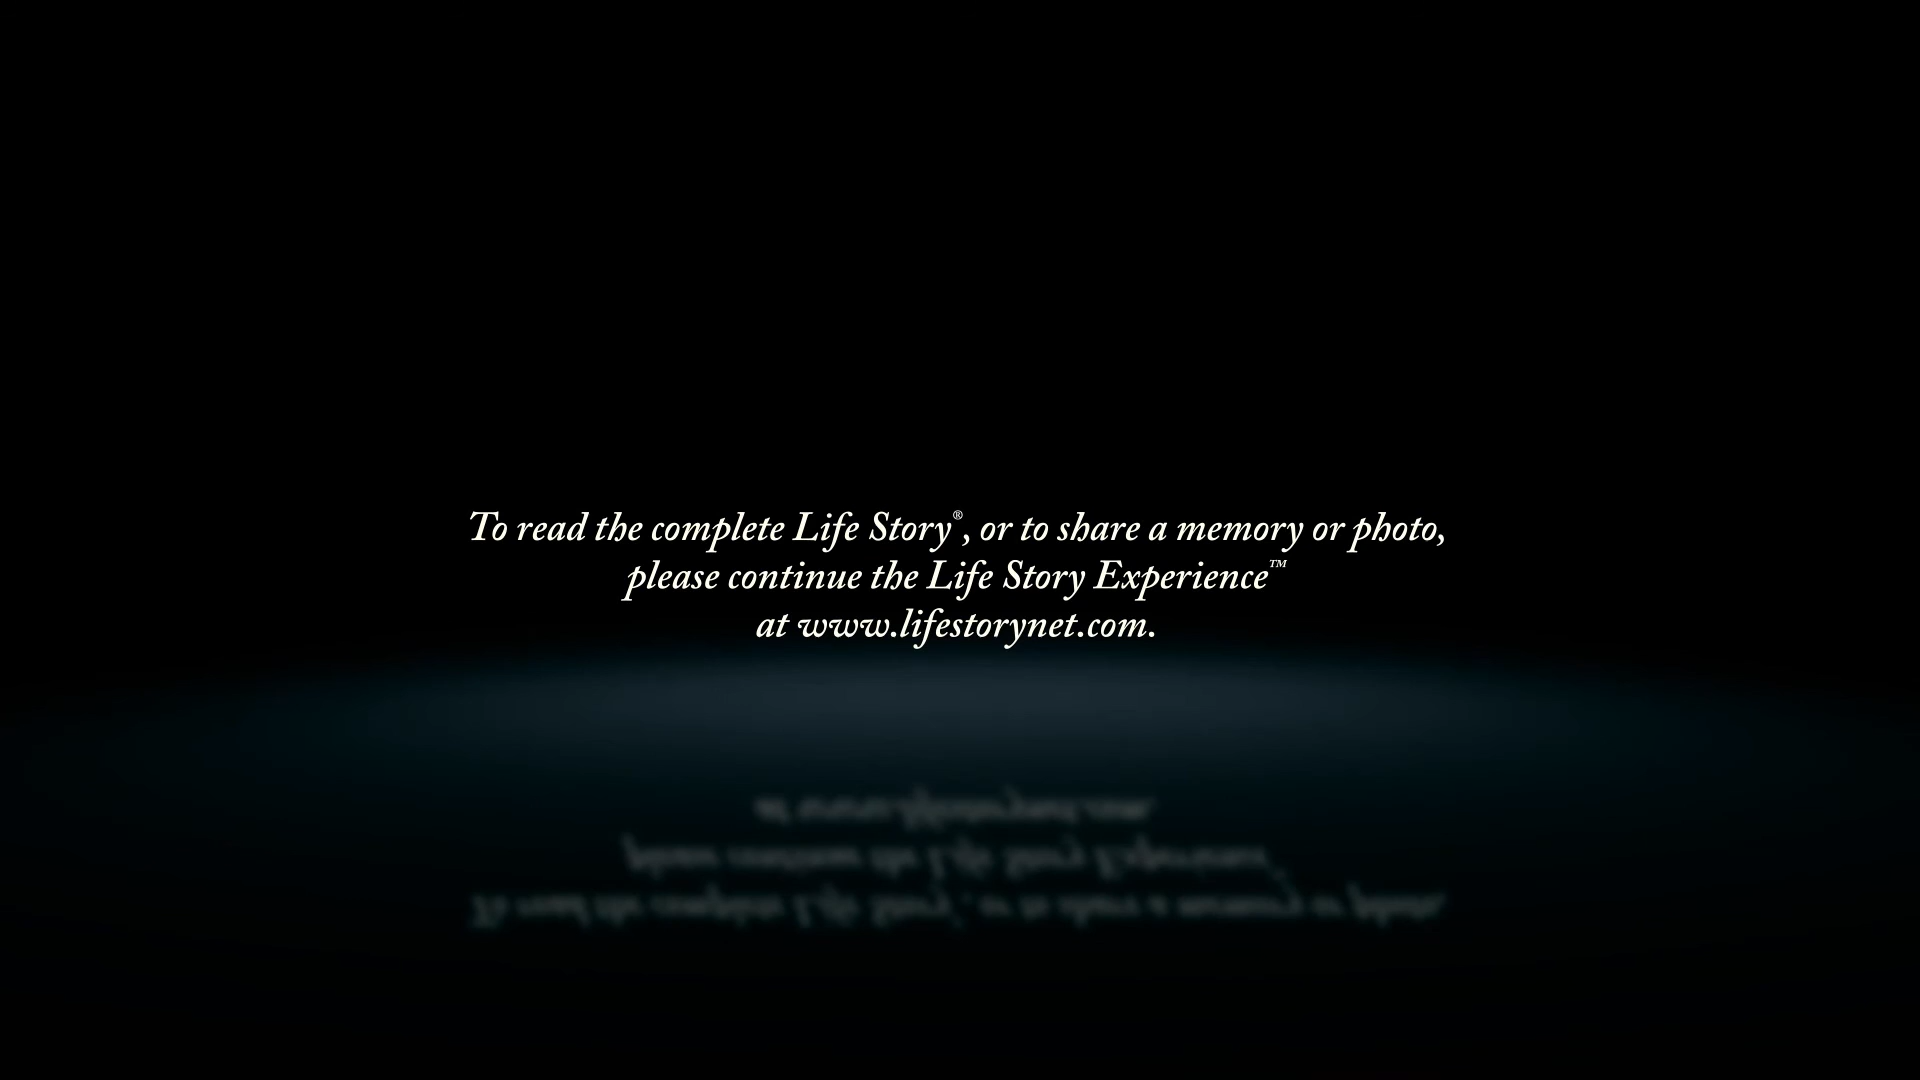 To read the complete Life Story®, or to share a memory or photo,
please continue the Life Story Experience™
at www.lifestorynet.com.